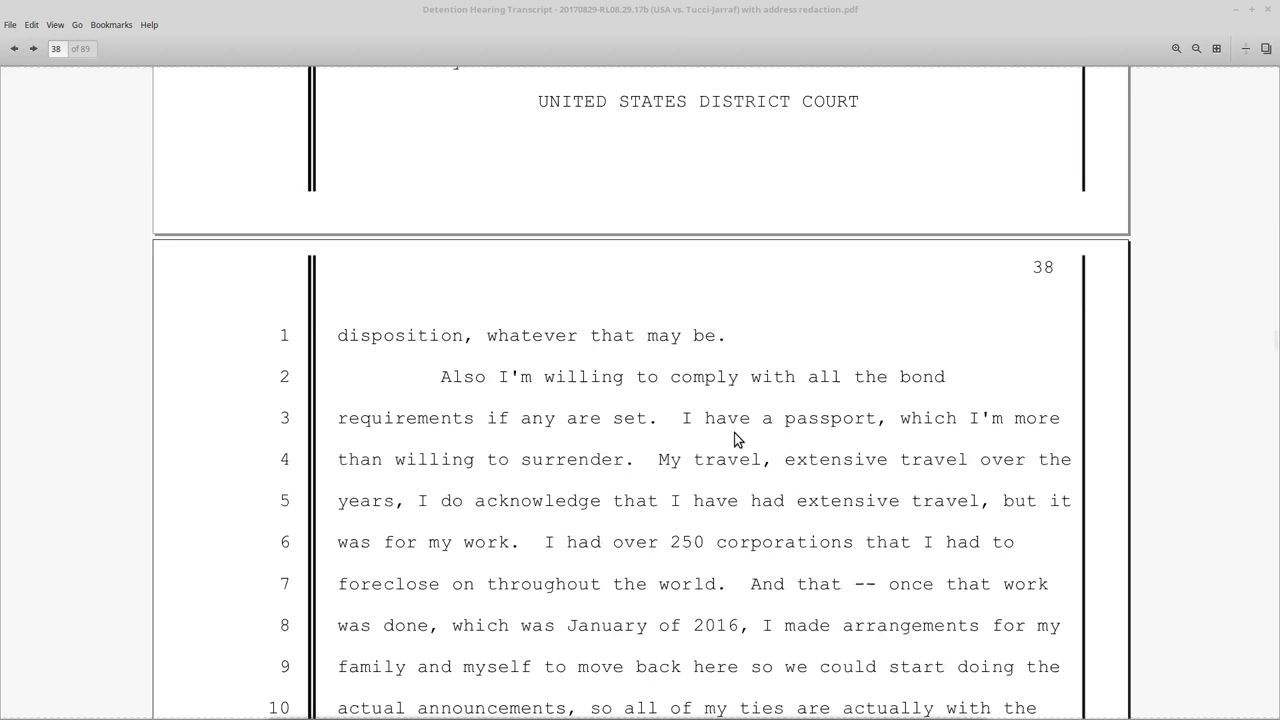 Detention Hearing Transcript - 20170829-RL08.29.17b (USA vs. Tucci-Jarraf) with address redaction.pdf
File Edit View Go Bookmarks Help
38 of 89
UNITED STATES DISTRICT COURT
38
1 disposition, whatever that may be.
2 Also I'm willing to comply with all the bond
3 requirements if any are set. I have a passport, which I'm more
4 than willing to surrender. My travel, extensive travel over the
5 years, I do acknowledge that I have had extensive travel, but it
6 was for my work. I had over 250 corporations that I had to
7 foreclose on throughout the world. And that -- once that work
8 was done, which was January of 2016, I made arrangements for my
9 family and myself to move back here so we could start doing the
10 actual announcements, so all of my ties are actually with the